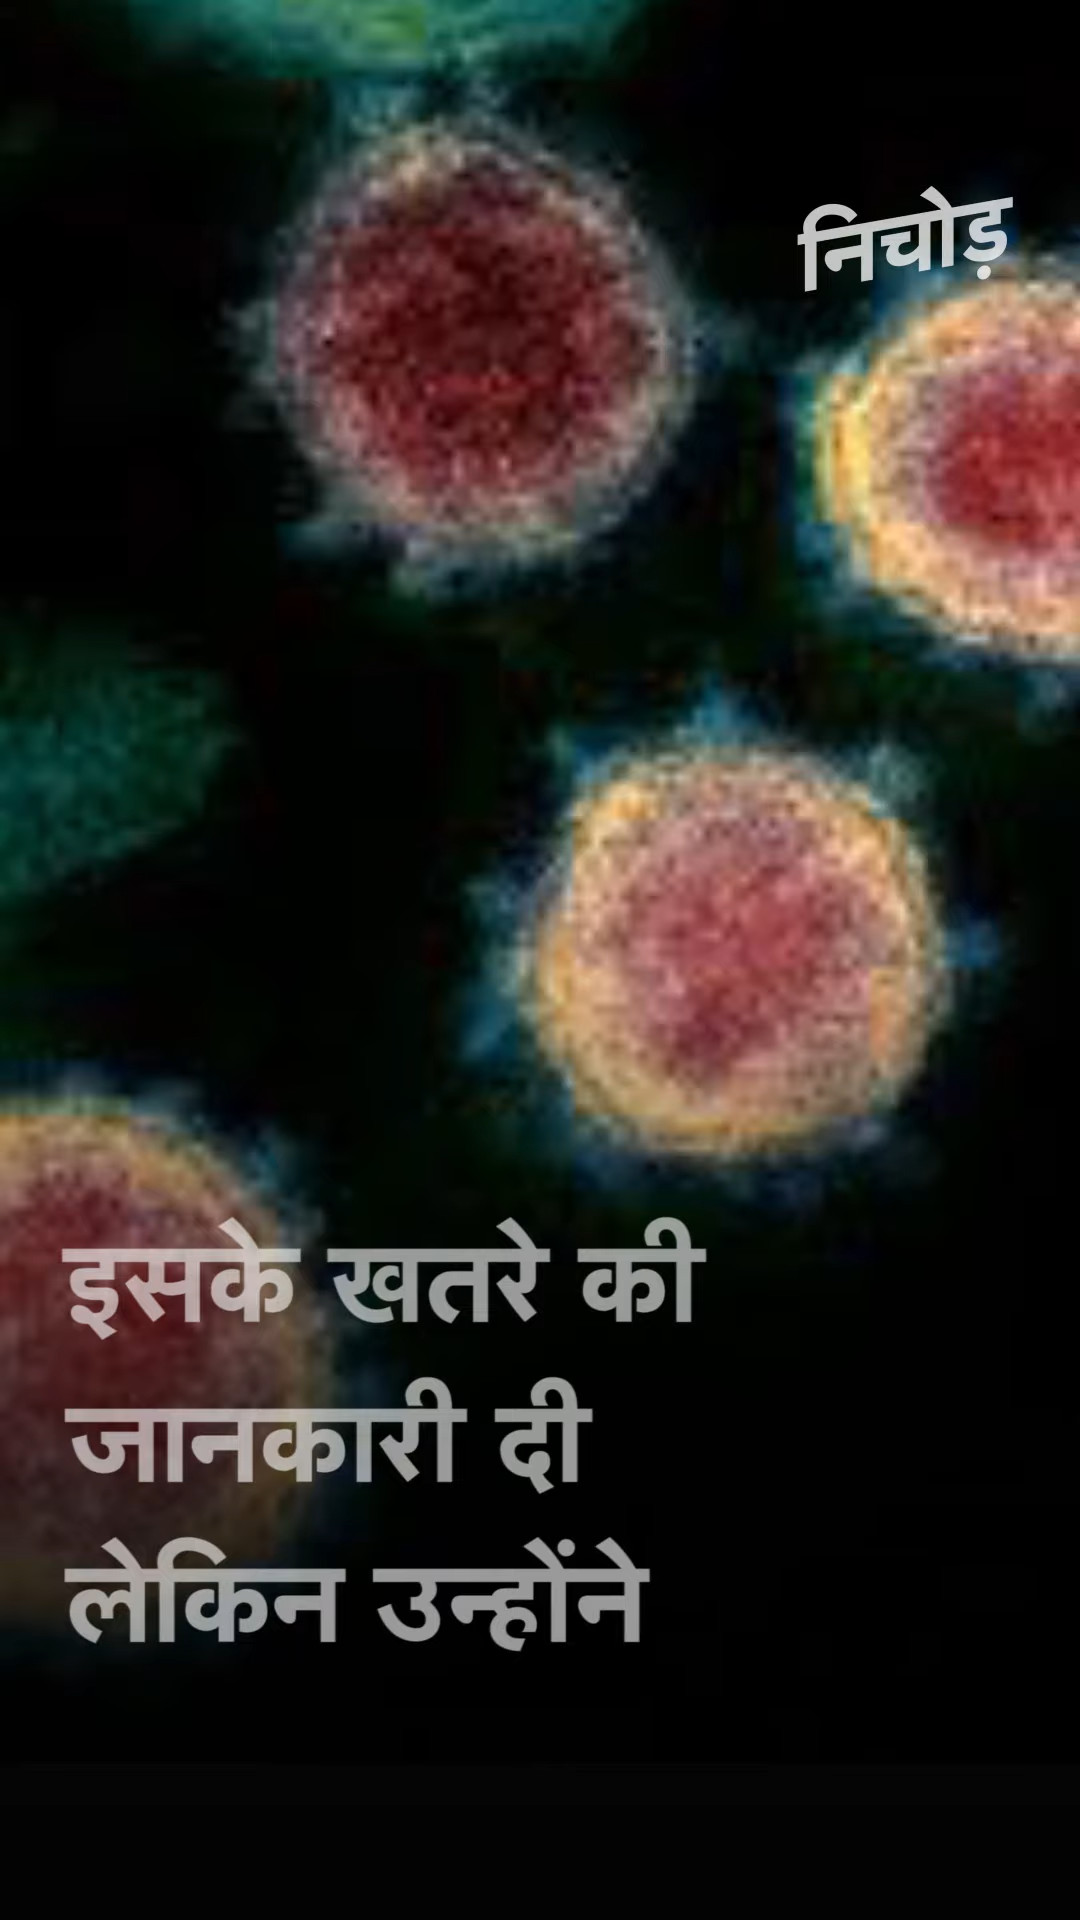 निचोड़
इसके खतरे की
जानकारी दी
लेकिन उन्होंने